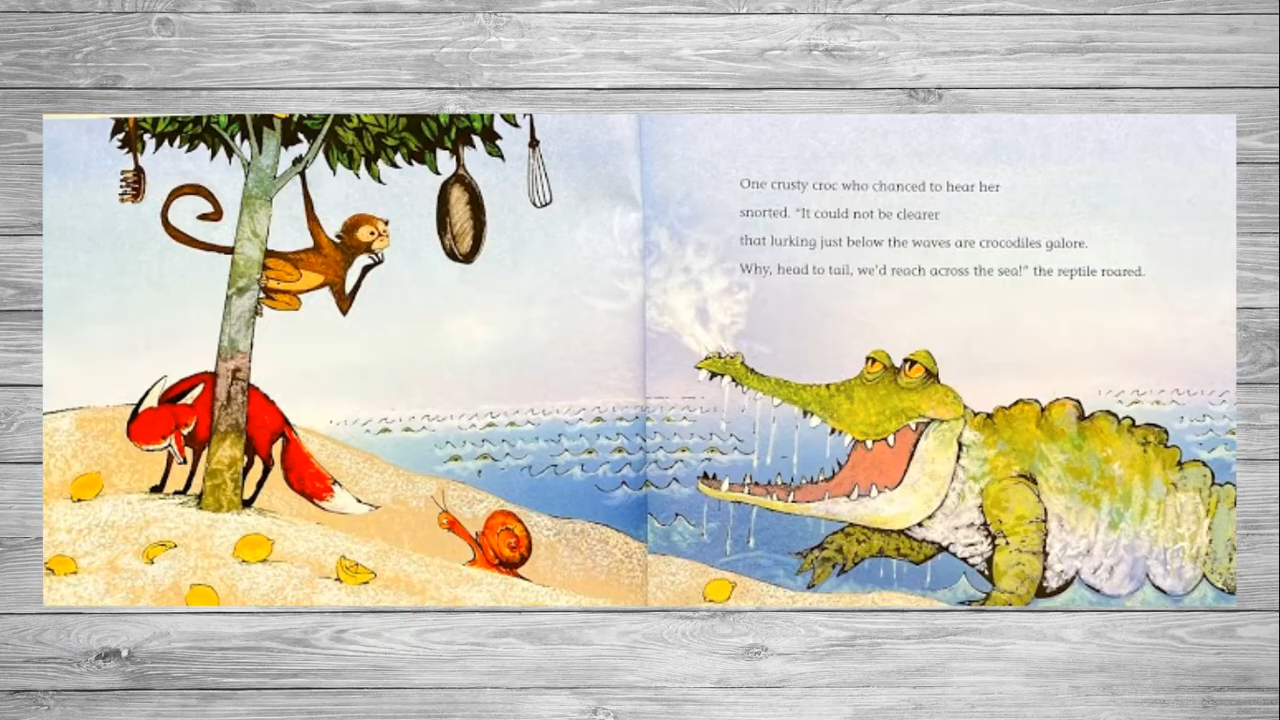 One crusty croc who chanced to hear her
snorted. “It could not be clearer
that lurking just below the waves are crocodiles galore.
Why, head to tail, we’d reach across the sea!” the reptile roared.